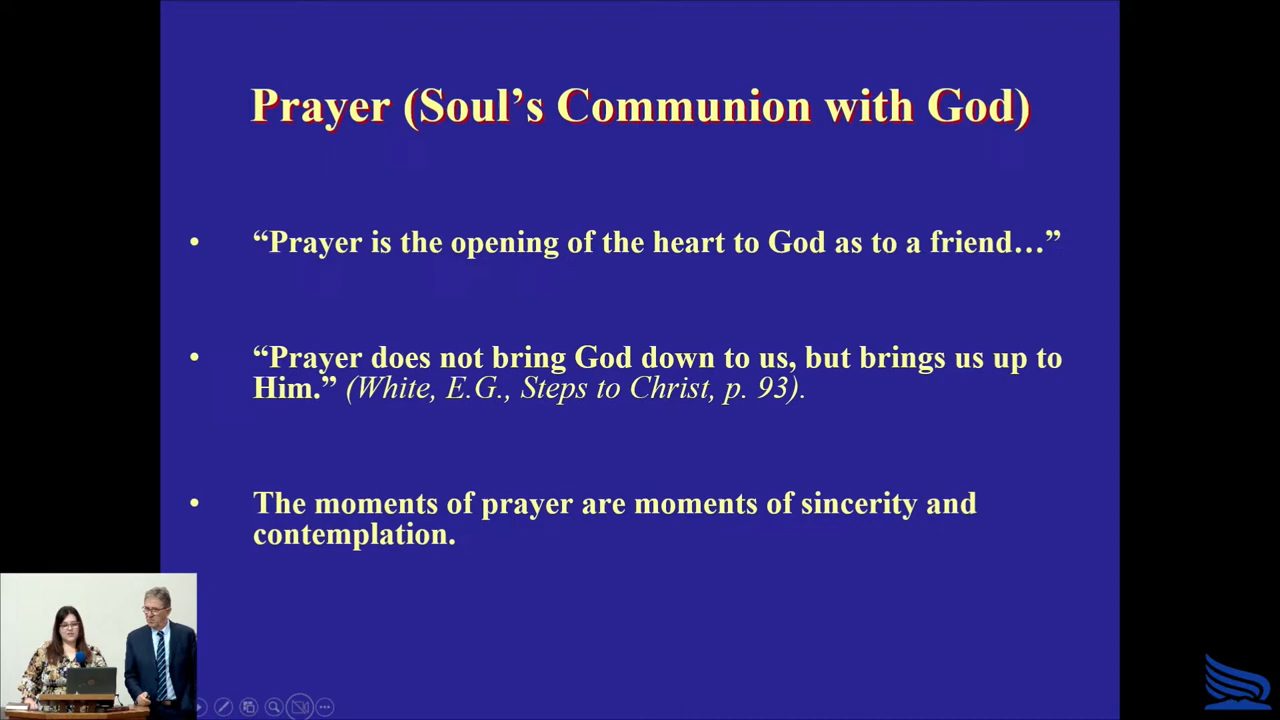 Prayer (Soul’s Communion with God)
• “Prayer is the opening of the heart to God as to a friend…”
• “Prayer does not bring God down to us, but brings us up to
Him.” (White, E.G., Steps to Christ, p. 93).
• The moments of prayer are moments of sincerity and
contemplation.